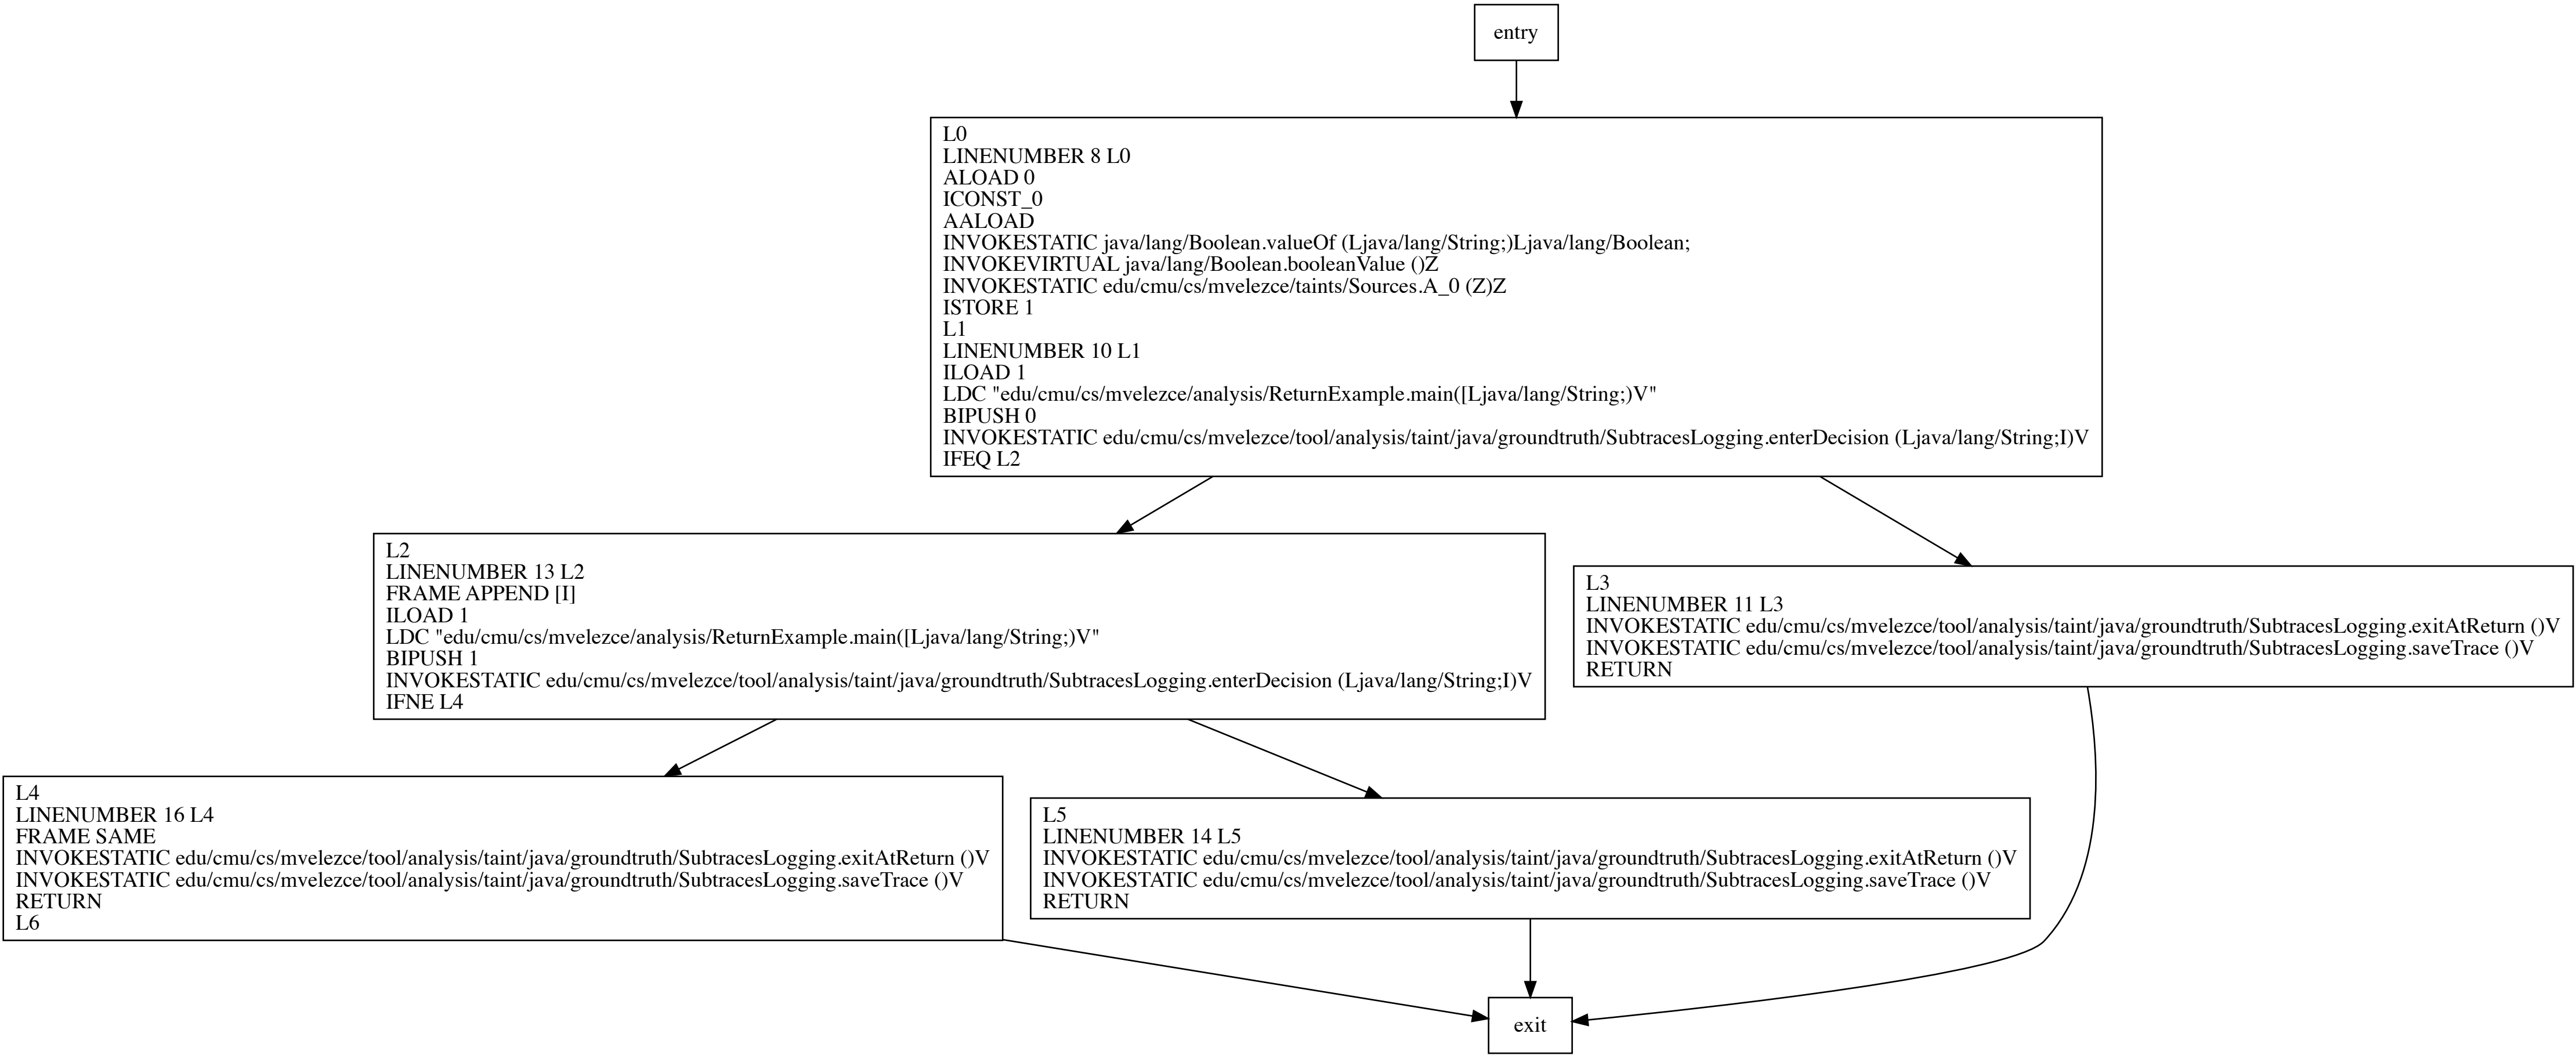 entry
L0
LINENUMBER 8 L0
ALOAD 0
ICONST_0
AALOAD
INVOKESTATIC java/lang/Boolean.valueOf (Ljava/lang/String;)Ljava/lang/Boolean;
INVOKEVIRTUAL java/lang/Boolean.booleanValue ()Z
INVOKESTATIC edu/cmu/cs/mvelezce/taints/Sources.A_0 (Z)Z
ISTORE 1
L1
LINENUMBER 10 L1
ILOAD 1
LDC "edu/cmu/cs/mvelezce/analysis/ReturnExample.main([Ljava/lang/String;)V"
BIPUSH 0
INVOKESTATIC edu/cmu/cs/mvelezce/tool/analysis/taint/java/groundtruth/SubtracesLogging.enterDecision (Ljava/lang/String;I)V
IFEQ L2
L2
LINENUMBER 13 L2
FRAME APPEND [I]
ILOAD 1
LDC "edu/cmu/cs/mvelezce/analysis/ReturnExample.main([Ljava/lang/String;)V"
BIPUSH 1
INVOKESTATIC edu/cmu/cs/mvelezce/tool/analysis/taint/java/groundtruth/SubtracesLogging.enterDecision (Ljava/lang/String;I)V
IFNE L4
L3
LINENUMBER 11 L3
INVOKESTATIC edu/cmu/cs/mvelezce/tool/analysis/taint/java/groundtruth/SubtracesLogging.exitAtReturn ()V
INVOKESTATIC edu/cmu/cs/mvelezce/tool/analysis/taint/java/groundtruth/SubtracesLogging.saveTrace ()V
RETURN
L4
LINENUMBER 16 L4
FRAME SAME
INVOKESTATIC edu/cmu/cs/mvelezce/tool/analysis/taint/java/groundtruth/SubtracesLogging.exitAtReturn ()V
INVOKESTATIC edu/cmu/cs/mvelezce/tool/analysis/taint/java/groundtruth/SubtracesLogging.saveTrace ()V
RETURN
L6
L5
LINENUMBER 14 L5
INVOKESTATIC edu/cmu/cs/mvelezce/tool/analysis/taint/java/groundtruth/SubtracesLogging.exitAtReturn ()V
INVOKESTATIC edu/cmu/cs/mvelezce/tool/analysis/taint/java/groundtruth/SubtracesLogging.saveTrace ()V
RETURN
exit